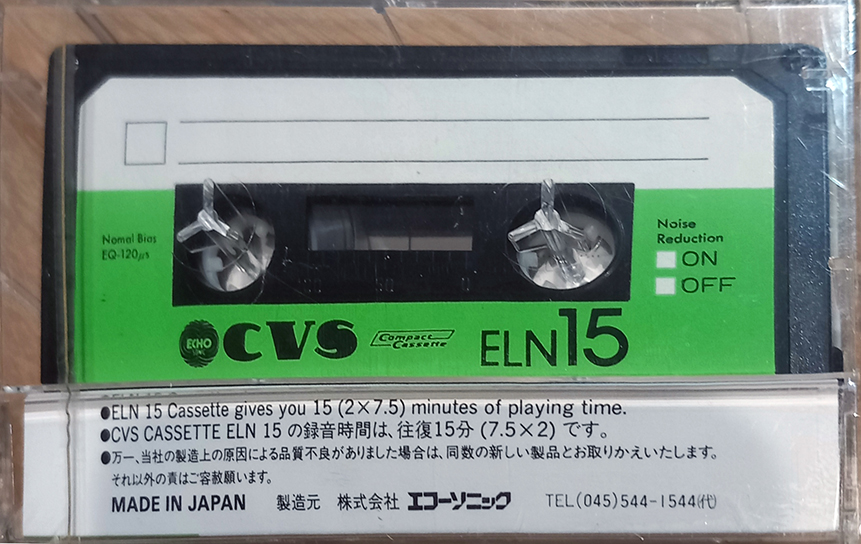 Nomal Bias
EQ-120μs
Noise
Reduction
ON
OFF
ECHO
CVS
Compact
Cassette
ELN15
●ELN 15 Cassette gives you 15 (2×7.5) minutes of playing time.
●CVS CASSETTE ELN 15 の録音時間は、往復15分 (7.5×2) です。
●万一、当社の製造上の原因による品質不良がありました場合は、同数の新しい製品とお取りかえいたします。
それ以外の責はご容赦願います。
MADE IN JAPAN 製造元 株式会社 エコーソニック TEL(045)544-1544㈹